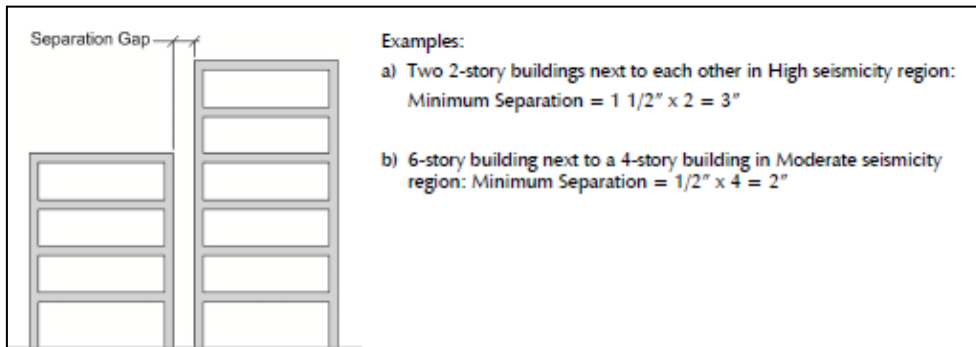 Separation Gap
Examples:
a) Two 2-story buildings next to each other in High seismicity region:
Minimum Separation = 1 1/2" x 2 = 3"
b) 6-story building next to a 4-story building in Moderate seismicity
region: Minimum Separation = 1/2" x 4 = 2"